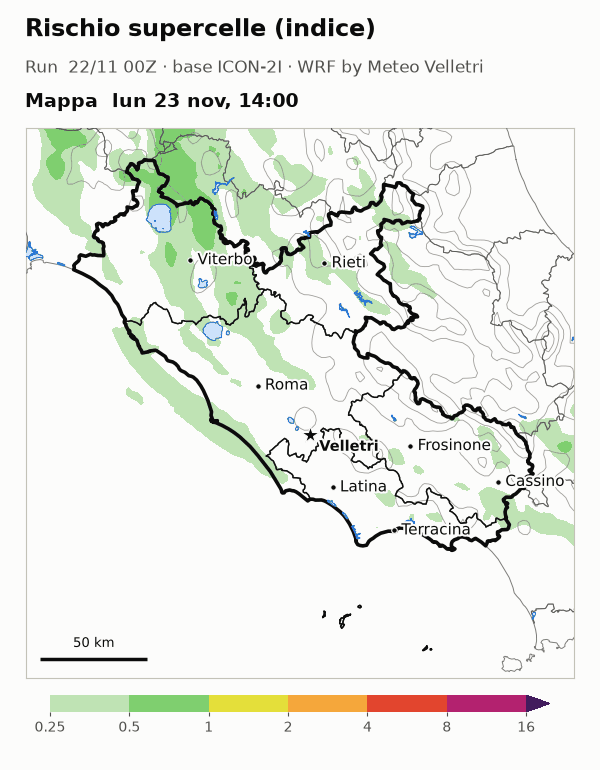 Rischio supercelle (indice)
Run  22/11 00Z · base ICON-2I · WRF by Meteo Velletri
Mappa  lun 23 nov, 14:00
Viterbo
Rieti
Roma
Velletri
Frosinone
Latina
Cassino
Terracina
50 km
0.25 0.5 1 2 4 8 16